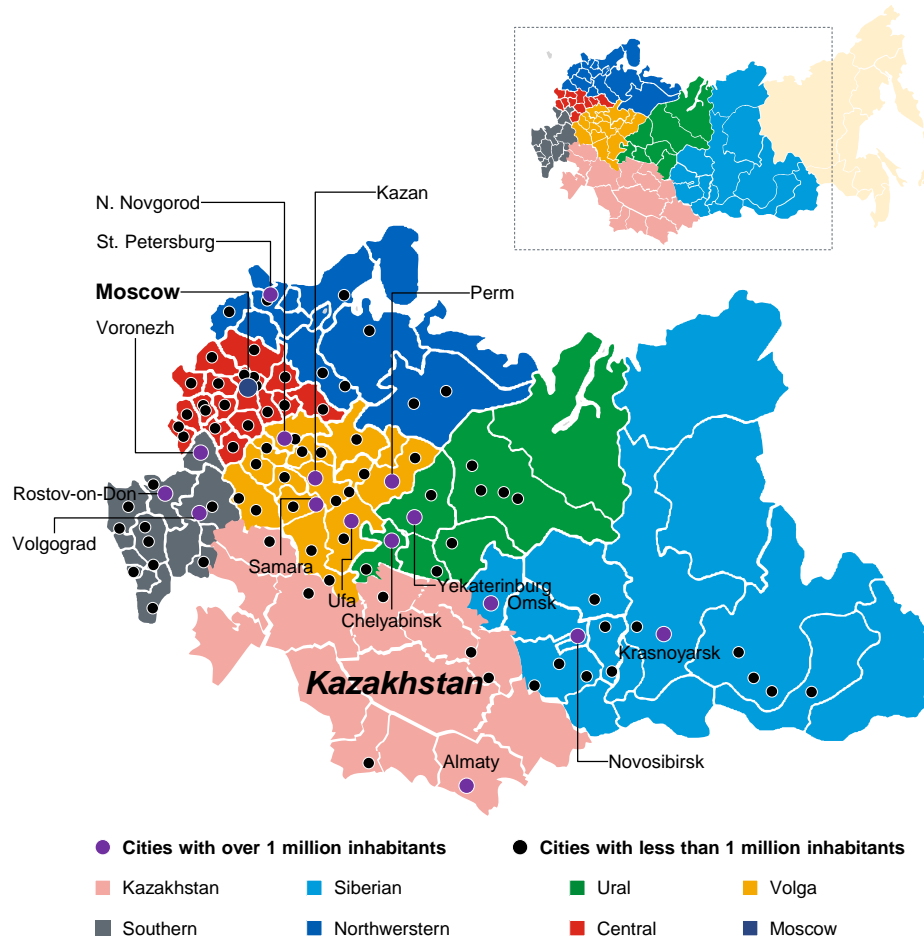 Kazan
N. Novgorod
St. Petersburg
Moscow
Perm
Voronezh
Rostov-on-Don
Volgograd
Samara
Yekaterinburg
Ufa
Omsk
Chelyabinsk
Krasnoyarsk
Kazakhstan
Almaty
Novosibirsk
Cities with over 1 million inhabitants
Cities with less than 1 million inhabitants
Kazakhstan
Siberian
Ural
Volga
Southern
Northwerstern
Central
Moscow